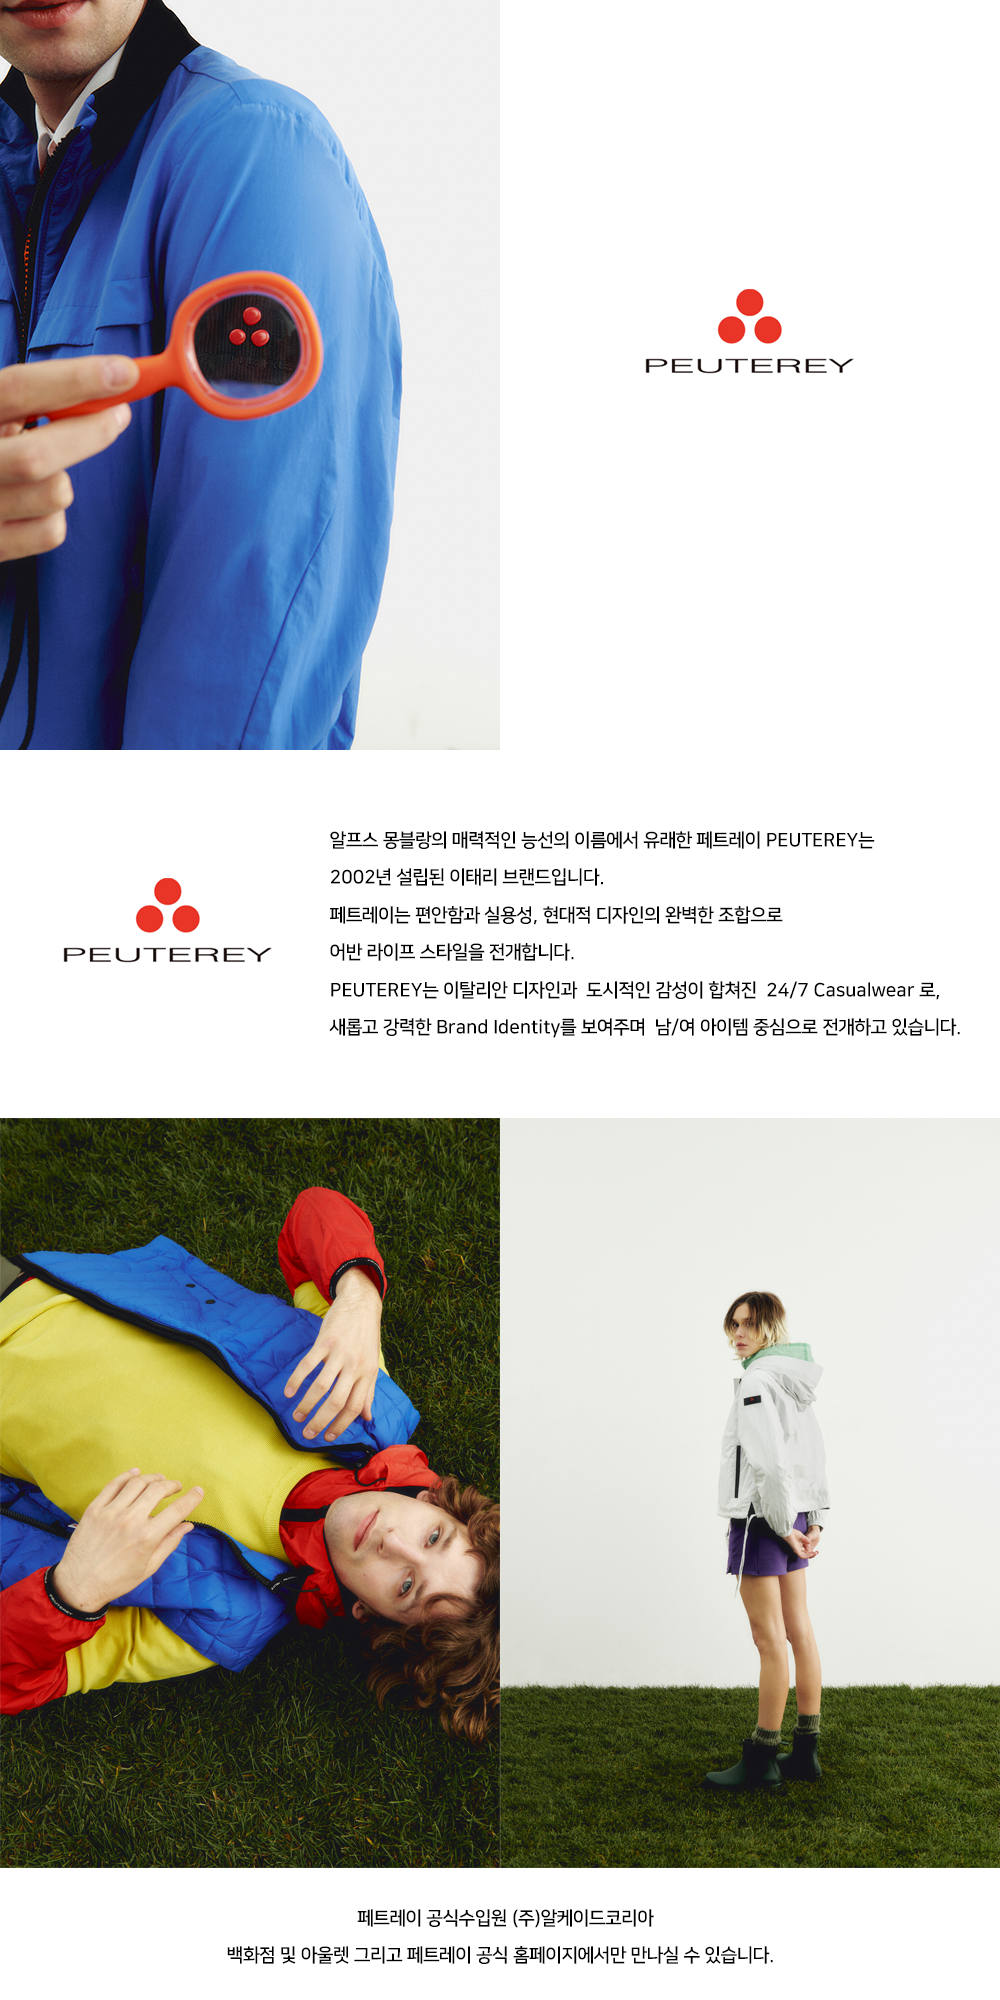 PEUTEREY
알프스 몽블랑의 매력적인 능선의 이름에서 유래한 페트레이 PEUTEREY는
2002년 설립된 이태리 브랜드입니다.
PEUTEREY
페트레이는 편안함과 실용성, 현대적 디자인의 완벽한 조합으로
어반 라이프 스타일을 전개합니다.
PEUTEREY는 이탈리안 디자인과 도시적인 감성이 합쳐진 24/7 Casualwear 로,
새롭고 강력한 Brand Identity를 보여주며 남/여 아이템 중심으로 전개하고 있습니다.
PEUTEREY
페트레이 공식수입원 (주)알케이드코리아
백화점 및 아울렛 그리고 페트레이 공식 홈페이지에서만 만나실 수 있습니다.